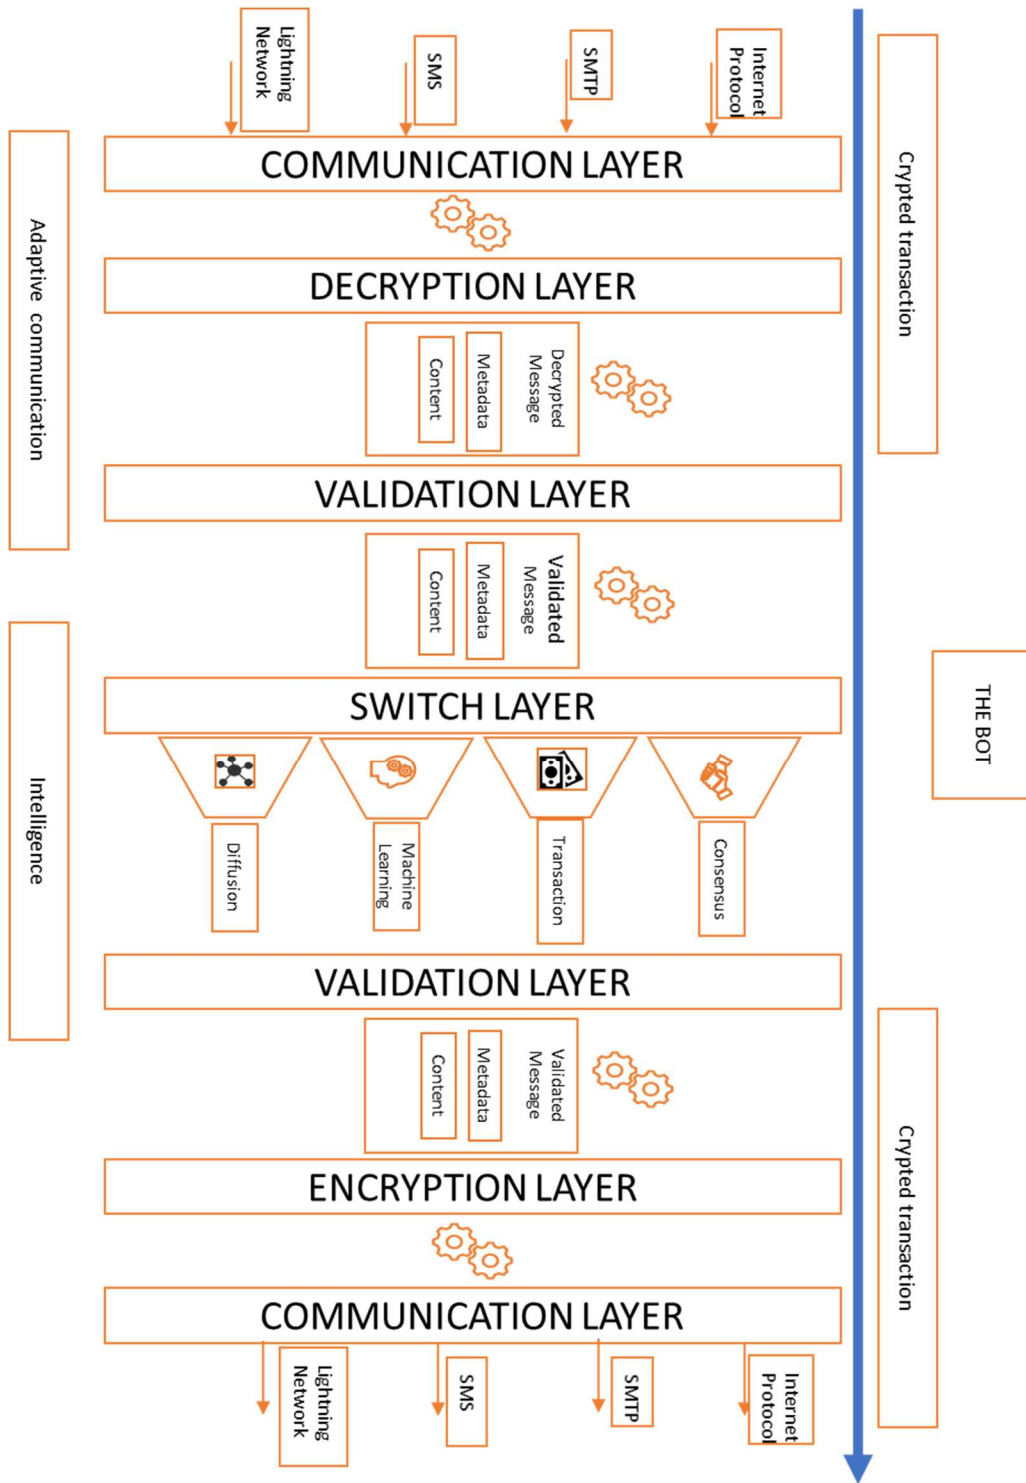 Lightning
Network
SMS
SMTP
Internet
Protocol
COMMUNICATION LAYER
Adaptive communication
Crypted transaction
DECRYPTION LAYER
Decrypted
Message
Metadata
Content
VALIDATION LAYER
Validated
Message
Metadata
Content
THE BOT
SWITCH LAYER
Intelligence
Diffusion
Machine
Learning
Transaction
Consensus
VALIDATION LAYER
Validated
Message
Metadata
Content
Crypted transaction
ENCRYPTION LAYER
COMMUNICATION LAYER
Lightning
Network
SMS
SMTP
Internet
Protocol